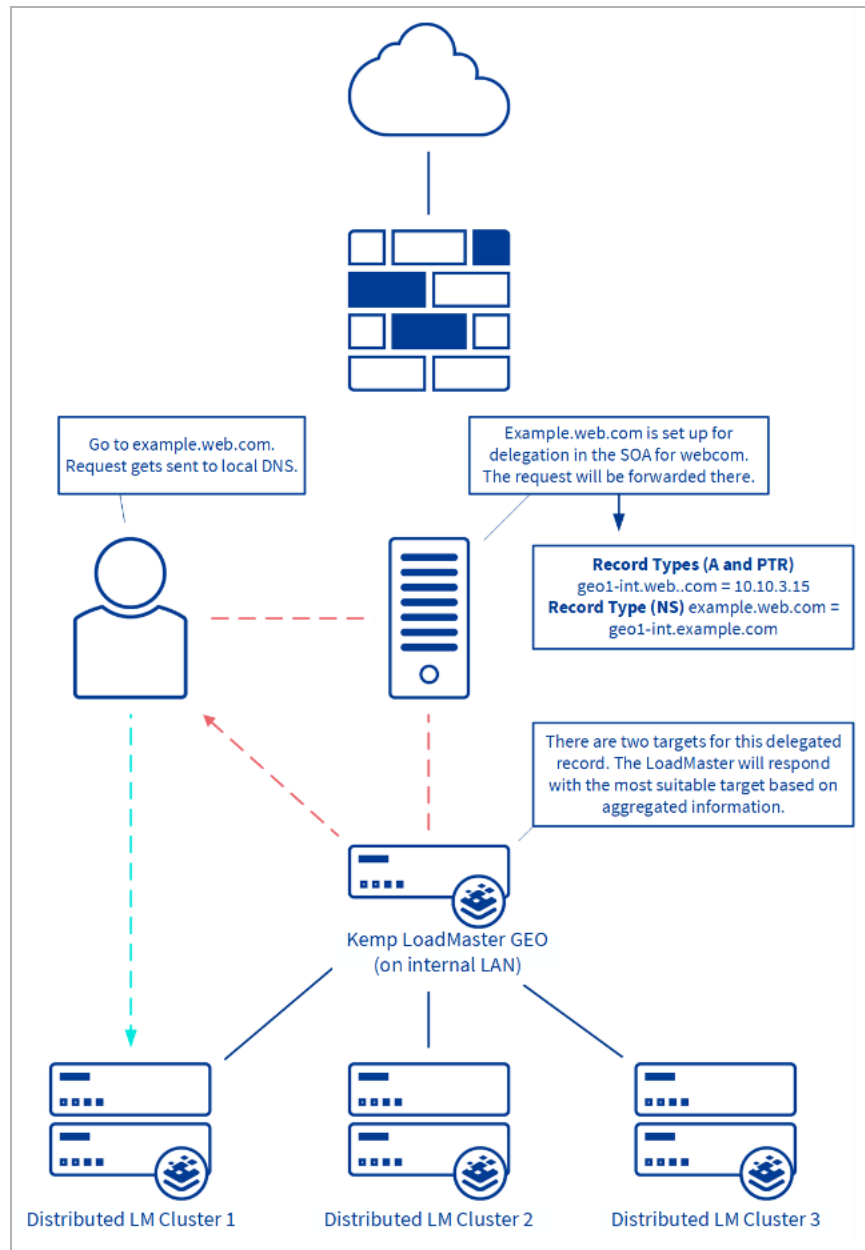 Go to example.web.com.
Request gets sent to local DNS.
Example.web.com is set up for
delegation in the SOA for webcom.
The request will be forwarded there.
Record Types (A and PTR)
geo1-int.web..com = 10.10.3.15
Record Type (NS) example.web.com =
geo1-int.example.com
There are two targets for this delegated
record. The LoadMaster will respond
with the most suitable target based on
aggregated information.
Kemp LoadMaster GEO
(on internal LAN)
Distributed LM Cluster 1
Distributed LM Cluster 2
Distributed LM Cluster 3